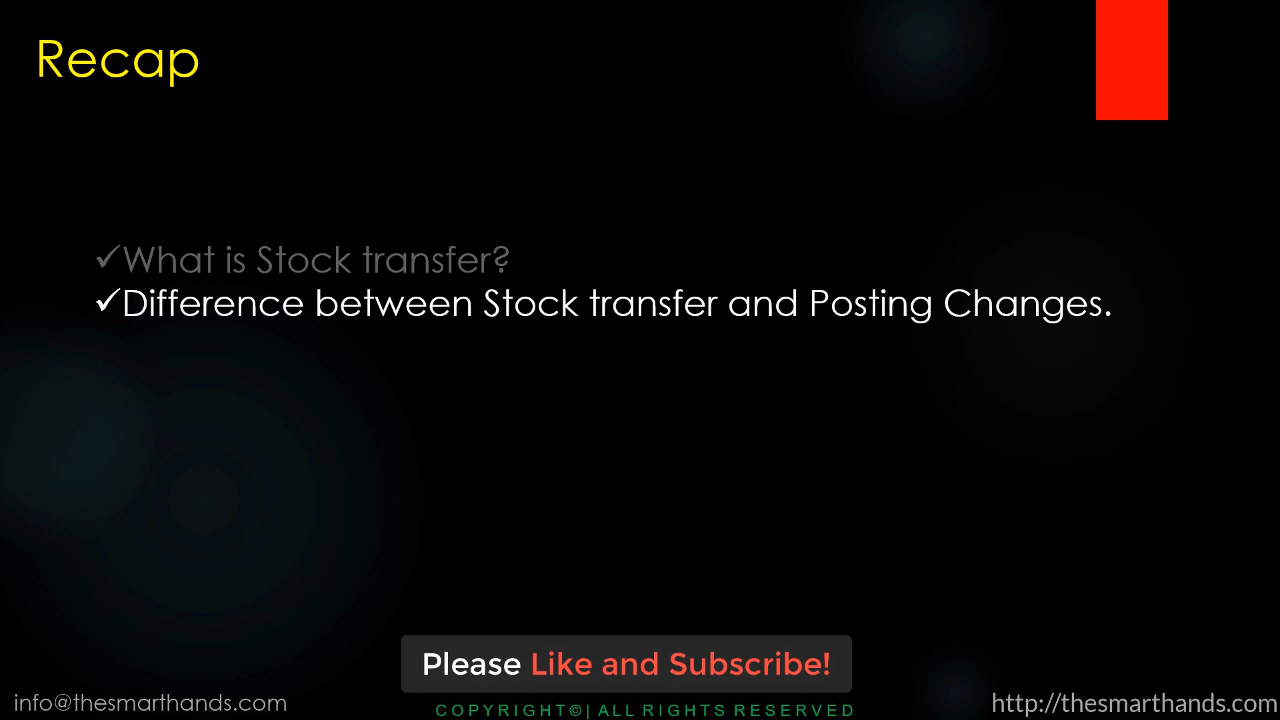 Recap
✓What is Stock transfer?
✓Difference between Stock transfer and Posting Changes.
Please Like and Subscribe!
info@thesmarthands.com
COPYRIGHT©| ALL RIGHTS RESERVED
http://thesmarthands.com